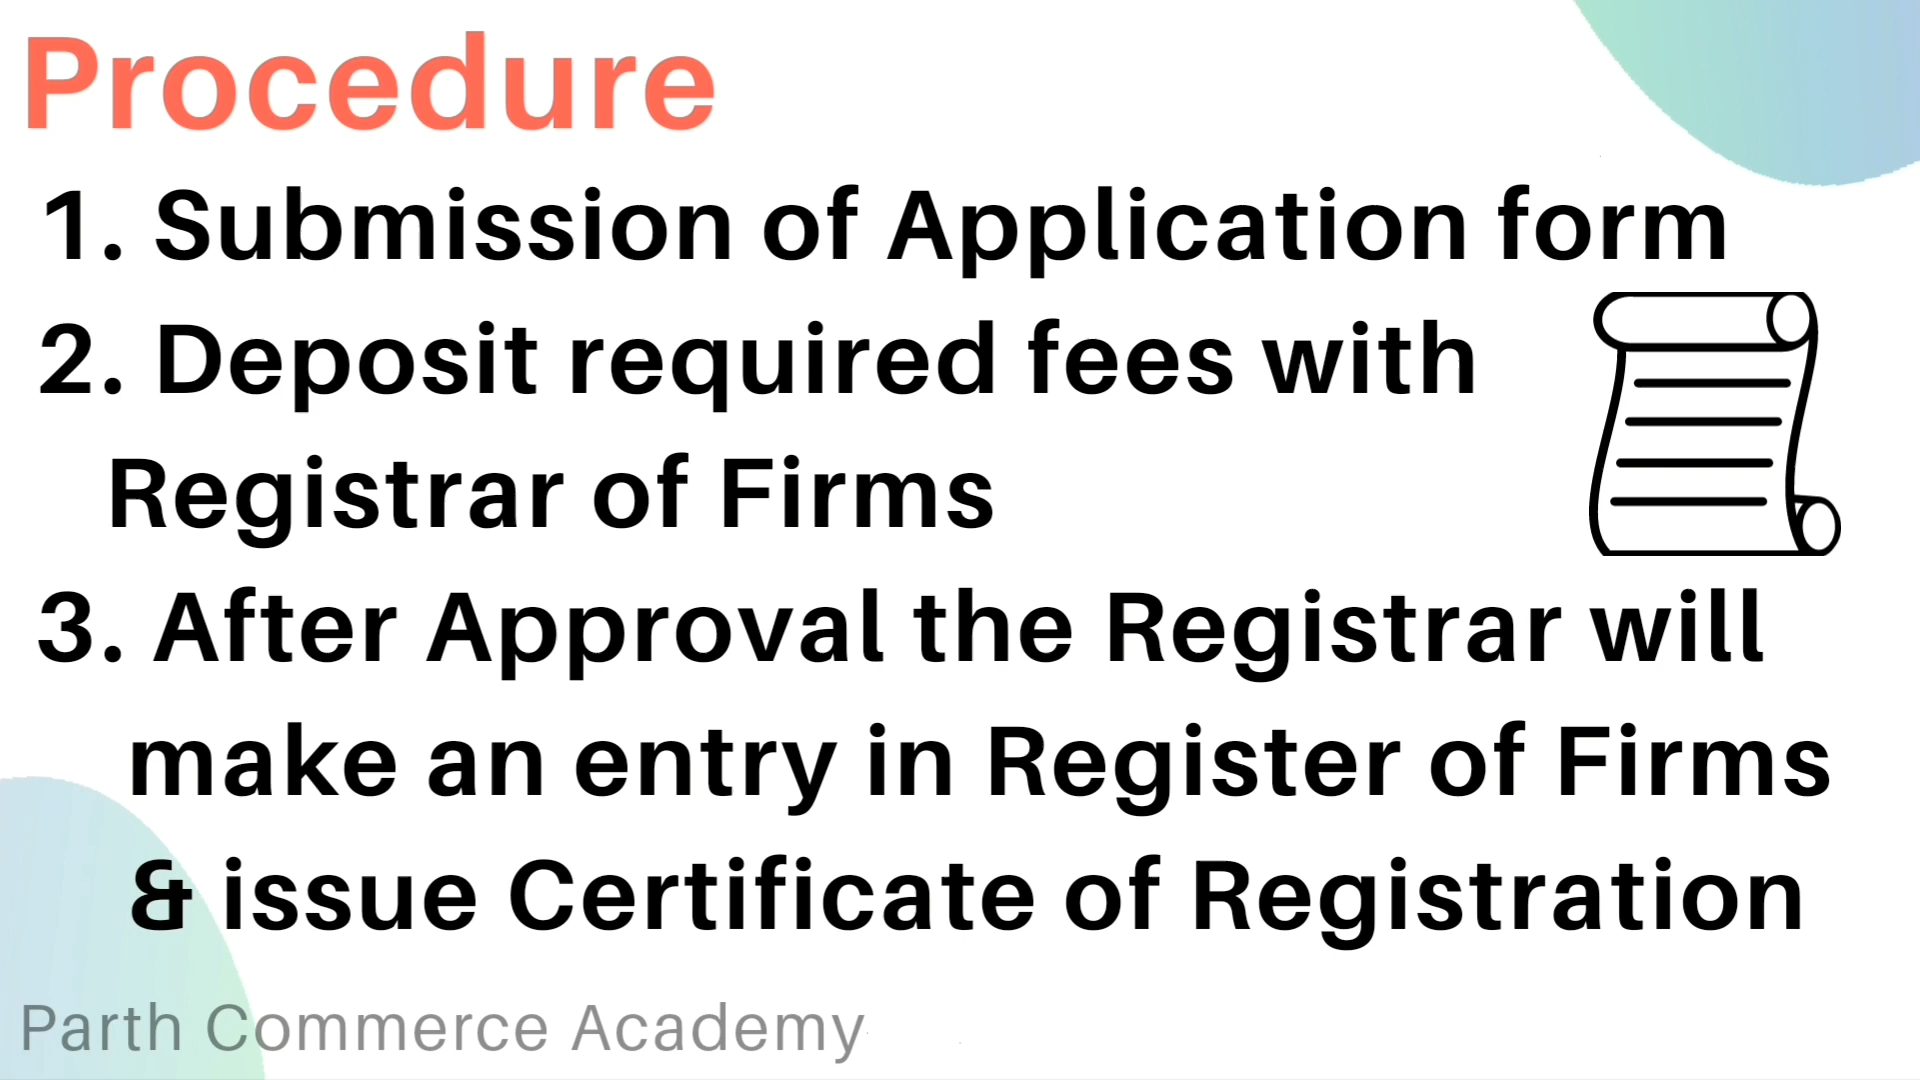 Procedure
1. Submission of Application form
2. Deposit required fees with
Registrar of Firms
3. After Approval the Registrar will
make an entry in Register of Firms
& issue Certificate of Registration
Parth Commerce Academy